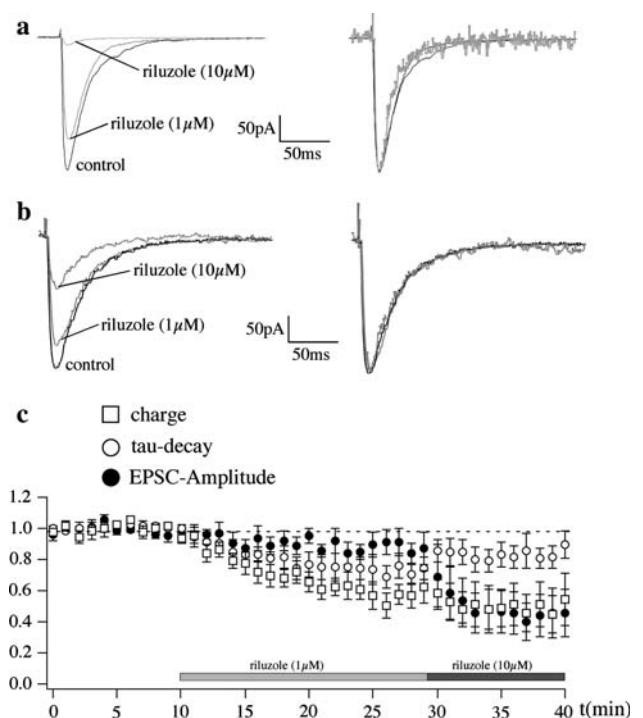 a
riluzole (10µM)
riluzole (1µM)
control
50pA
50ms
b
riluzole (10µM)
riluzole (1µM)
control
50pA
50ms
c
charge
tau-decay
EPSC-Amplitude
1.2
1.0
0.8
0.6
0.4
0.2
0.0
riluzole (1µM)
riluzole (10µM)
0 5 10 15 20 25 30 35 40 t(min)